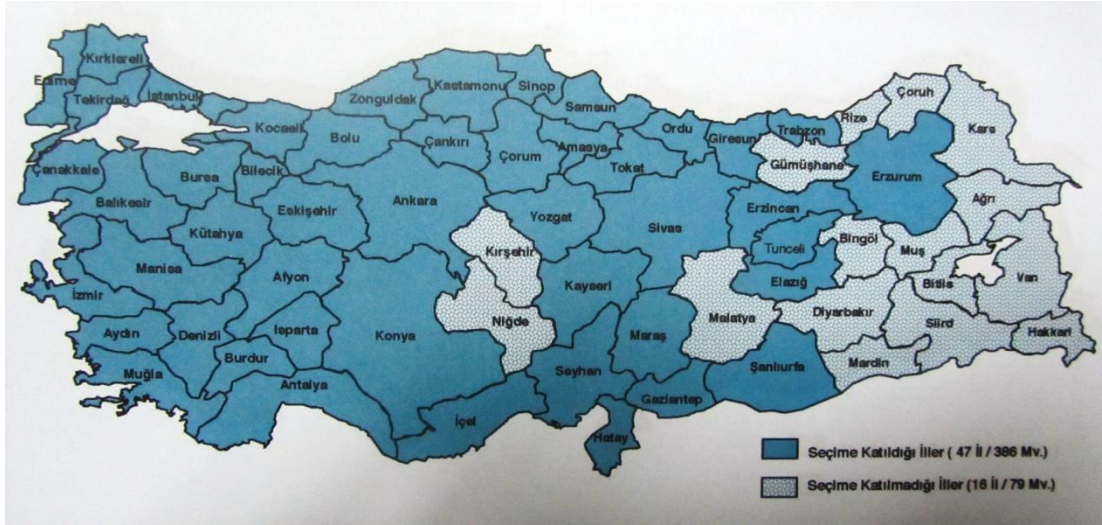 Kırklareli
Edirne
Tekirdağ
İstanbul
Kocaeli
Zonguldak
Kastamonu
Sinop
Samsun
Bolu
Çankırı
Çorum
Amasya
Ordu
Tokat
Giresun
Trabzon
Gümüşhane
Rize
Çoruh
Kars
Çanakkale
Bursa
Bilecik
Balıkesir
Kütahya
Eskişehir
Ankara
Yozgat
Sivas
Erzincan
Erzurum
Ağrı
Tunceli
Bingöl
Muş
Elazığ
Bitlis
Van
Manisa
Afyon
Kırşehir
Kayseri
İzmir
Aydın
Denizli
Isparta
Burdur
Konya
Niğde
Maraş
Malatya
Diyarbakır
Siird
Hakkari
Mardin
Muğla
Antalya
İçel
Seyhan
Gaziantep
Şanlıurfa
Hatay
Seçime Katıldığı İller ( 47 İl / 386 Mv.)
Seçime Katılmadığı İller (16 İl / 79 Mv.)